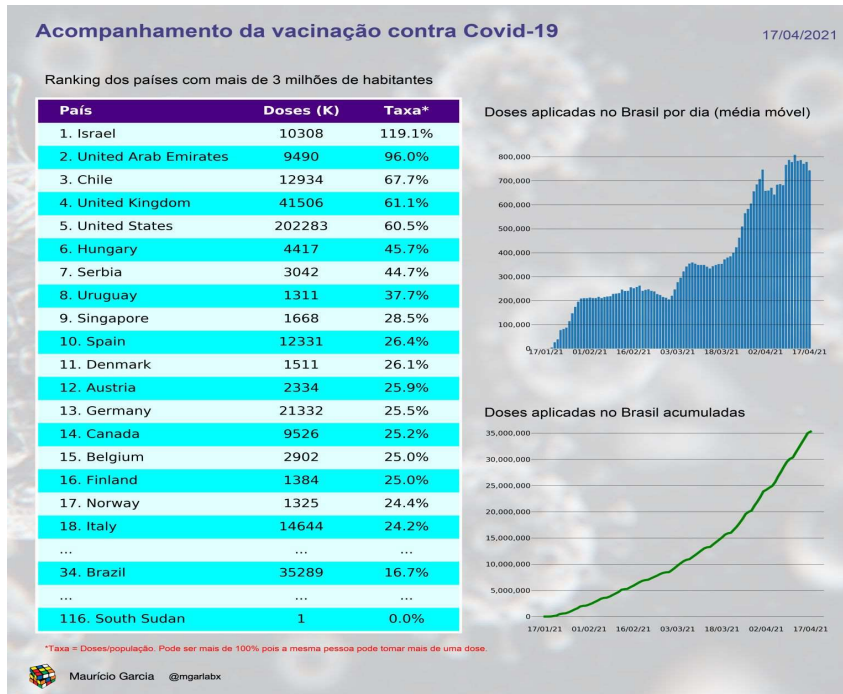 Acompanhamento da vacinação contra Covid-19
17/04/2021
Ranking dos países com mais de 3 milhões de habitantes
País Doses (K) Taxa*
1. Israel 10308 119.1%
2. United Arab Emirates 9490 96.0%
3. Chile 12934 67.7%
4. United Kingdom 41506 61.1%
5. United States 202283 60.5%
6. Hungary 4417 45.7%
7. Serbia 3042 44.7%
8. Uruguay 1311 37.7%
9. Singapore 1668 28.5%
10. Spain 12331 26.4%
11. Denmark 1511 26.1%
12. Austria 2334 25.9%
13. Germany 21332 25.5%
14. Canada 9526 25.2%
15. Belgium 2902 25.0%
16. Finland 1384 25.0%
17. Norway 1325 24.4%
18. Italy 14644 24.2%
... ... ...
34. Brazil 35289 16.7%
... ... ...
116. South Sudan 1 0.0%
*Taxa = Doses/população. Pode ser mais de 100% pois a mesma pessoa pode tomar mais de uma dose.
Maurício Garcia @mgarlabx
Doses aplicadas no Brasil por dia (média móvel)
800,000
700,000
600,000
500,000
400,000
300,000
200,000
100,000
0
17/01/21 01/02/21 16/02/21 03/03/21 18/03/21 02/04/21 17/04/21
Doses aplicadas no Brasil acumuladas
35,000,000
30,000,000
25,000,000
20,000,000
15,000,000
10,000,000
5,000,000
0
17/01/21 01/02/21 16/02/21 03/03/21 18/03/21 02/04/21 17/04/21